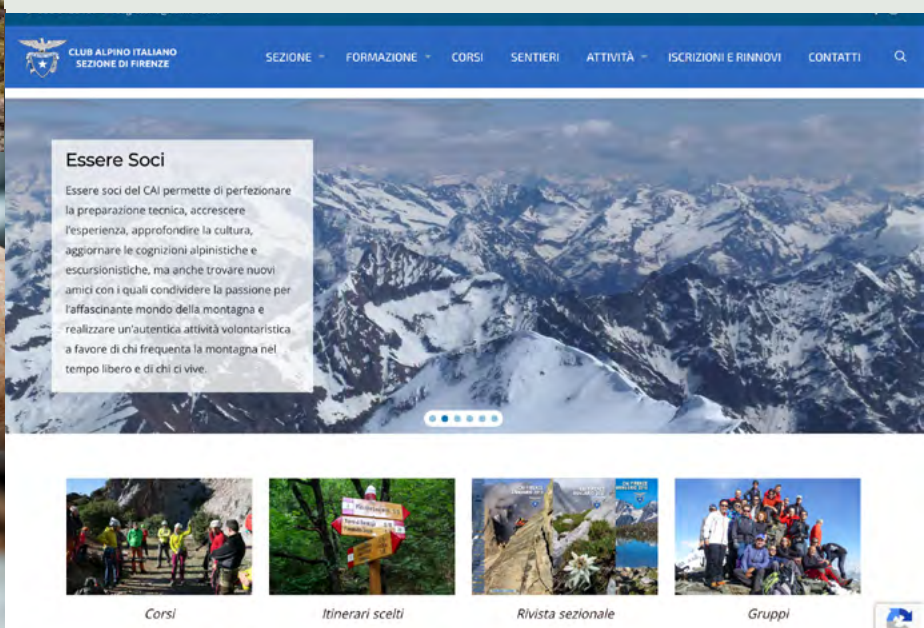 CLUB ALPINO ITALIANO
SEZIONE DI FIRENZE
SEZIONE
FORMAZIONE
CORSI
SENTIERI
ATTIVITÀ
ISCRIZIONI E RINNOVI
CONTATTI
Essere Soci
Essere soci del CAI permette di perfezionare
la preparazione tecnica, accrescere
l'esperienza, approfondire la cultura,
aggiornare le cognizioni alpinistiche e
escursionistiche, ma anche trovare nuovi
amici con i quali condividere la passione per
l'affascinante mondo della montagna e
realizzare un'autentica attività volontaristica
a favore di chi frequenta la montagna nel
tempo libero e di chi ci vive.
Corsi
Itinerari scelti
Rivista sezionale
Gruppi